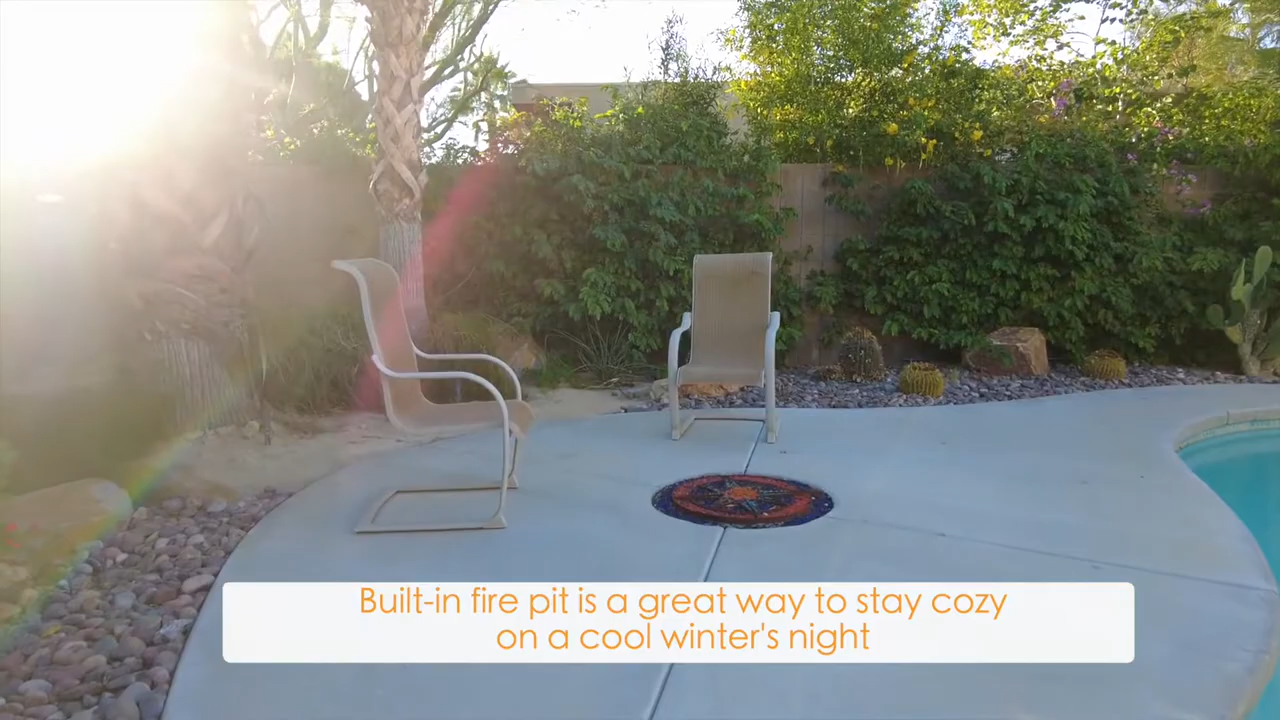 Built-in fire pit is a great way to stay cozy
on a cool winter's night